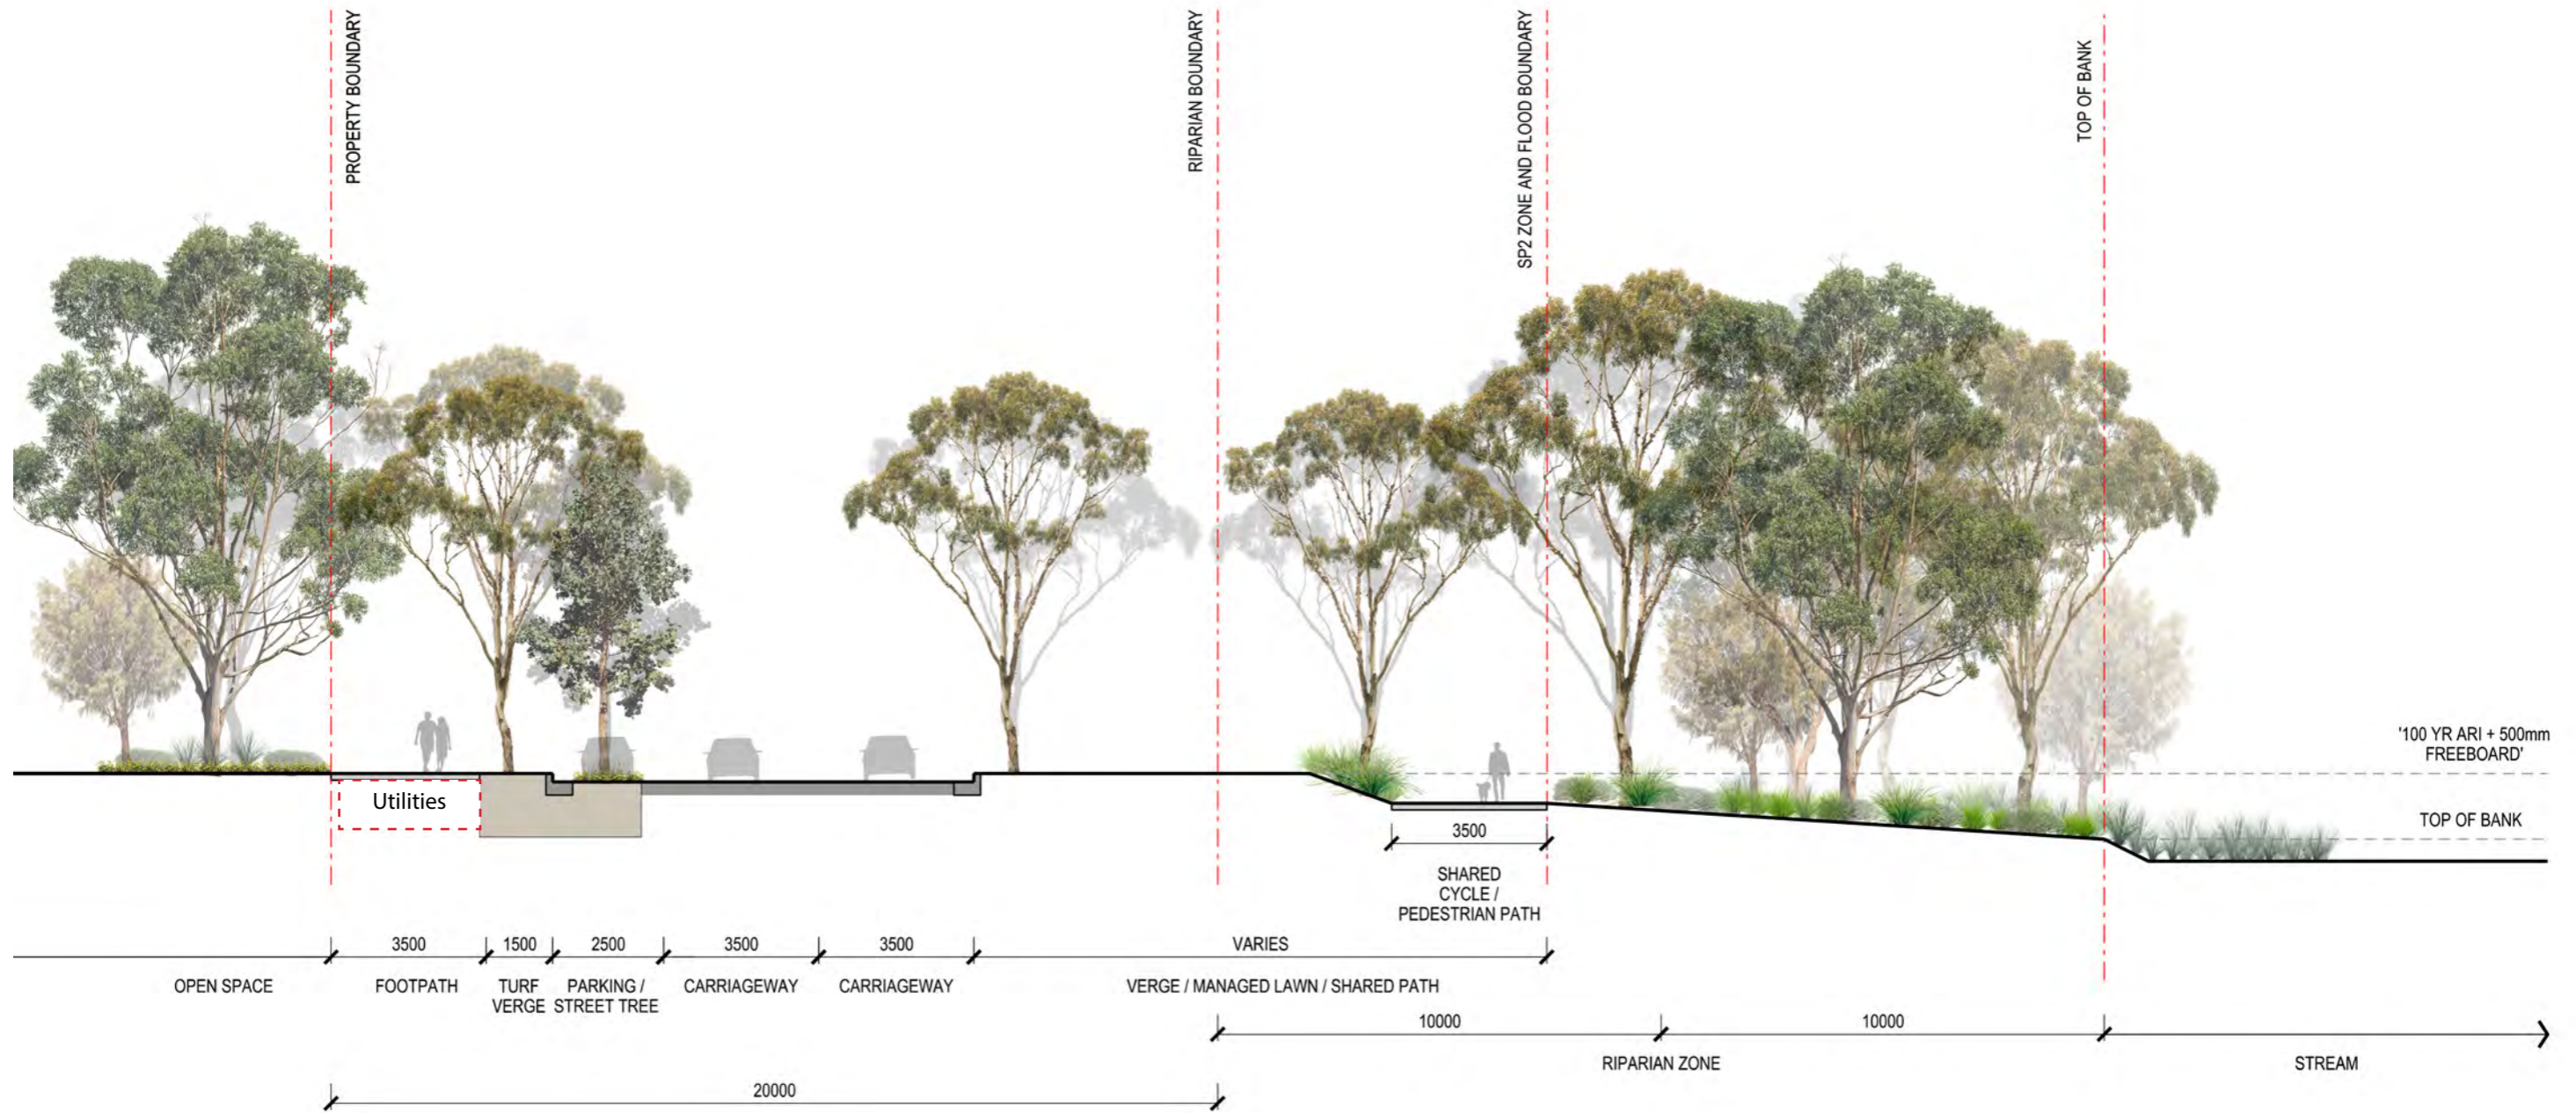 PROPERTY BOUNDARY
RIPARIAN BOUNDARY
SP2 ZONE AND FLOOD BOUNDARY
TOP OF BANK
'100 YR ARI + 500mm
FREEBOARD'
Utilities
TOP OF BANK
3500
SHARED
CYCLE /
PEDESTRIAN PATH
3500
1500
2500
3500
3500
VARIES
OPEN SPACE
FOOTPATH
TURF
VERGE
PARKING /
STREET TREE
CARRIAGEWAY
CARRIAGEWAY
VERGE / MANAGED LAWN / SHARED PATH
10000
10000
RIPARIAN ZONE
STREAM
20000